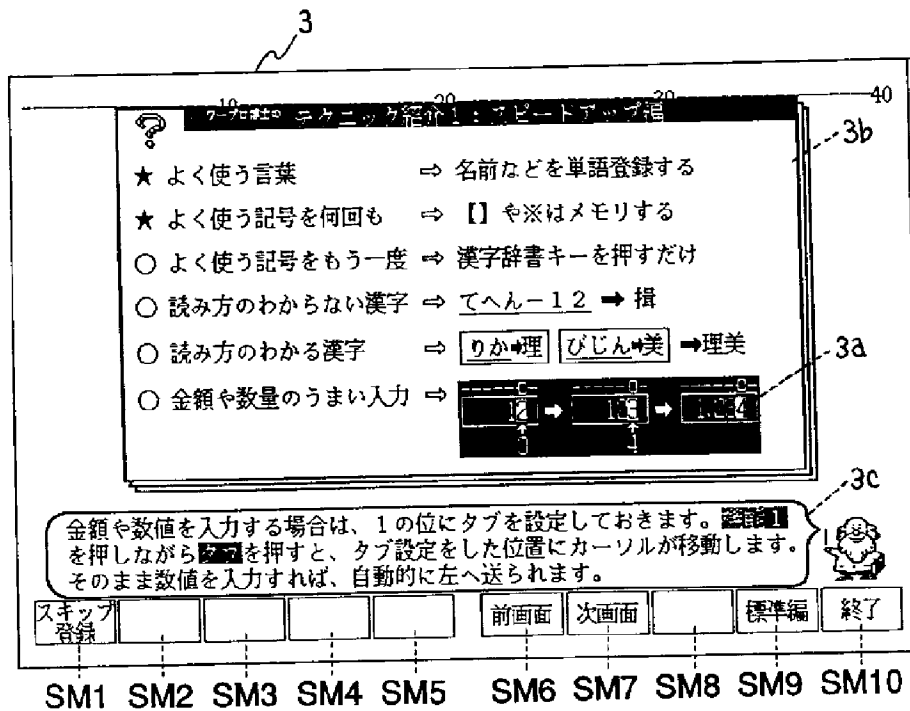 3
10 20 30 40
ワープロ博士の テクニック紹介1:スピードアップ編
3b
★ よく使う言葉 ⇨ 名前などを単語登録する
★ よく使う記号を何回も ⇨ 【】や※はメモリする
○ よく使う記号をもう一度 ⇨ 漢字辞書キーを押すだけ
○ 読み方のわからない漢字 ⇨ てへん−12 ➡ 揖
○ 読み方のわかる漢字 ⇨ りか➡理 びじん➡美 ➡理美
3a
○ 金額や数量のうまい入力 ⇨
12 ➡ ➡
3c
金額や数値を入力する場合は、1の位にタブを設定しておきます。
を押しながらタブを押すと、タブ設定をした位置にカーソルが移動します。
そのまま数値を入力すれば、自動的に左へ送られます。
スキップ登録 前画面 次画面 標準編 終了
SM1 SM2 SM3 SM4 SM5 SM6 SM7 SM8 SM9 SM10